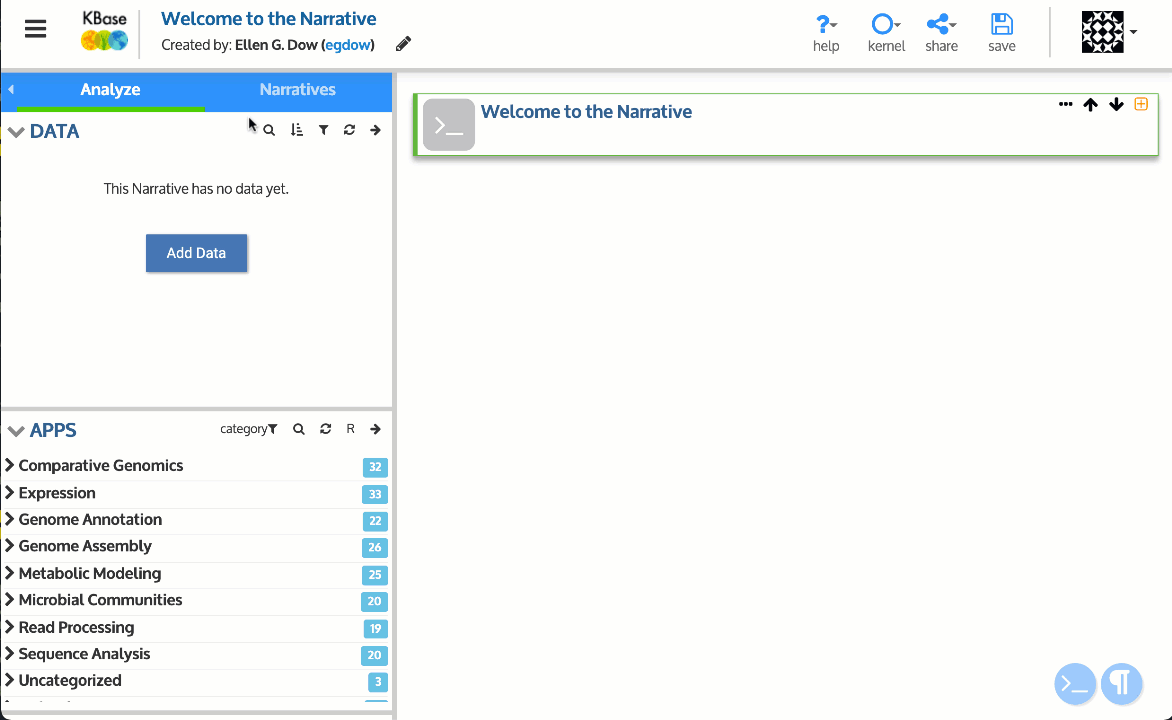 KBase
Welcome to the Narrative
Created by: Ellen G. Dow (egdow)
help
kernel
share
save
Analyze
Narratives
DATA
This Narrative has no data yet.
Add Data
Welcome to the Narrative
APPS
category
R
Comparative Genomics 32
Expression 33
Genome Annotation 22
Genome Assembly 26
Metabolic Modeling 25
Microbial Communities 20
Read Processing 19
Sequence Analysis 20
Uncategorized 3